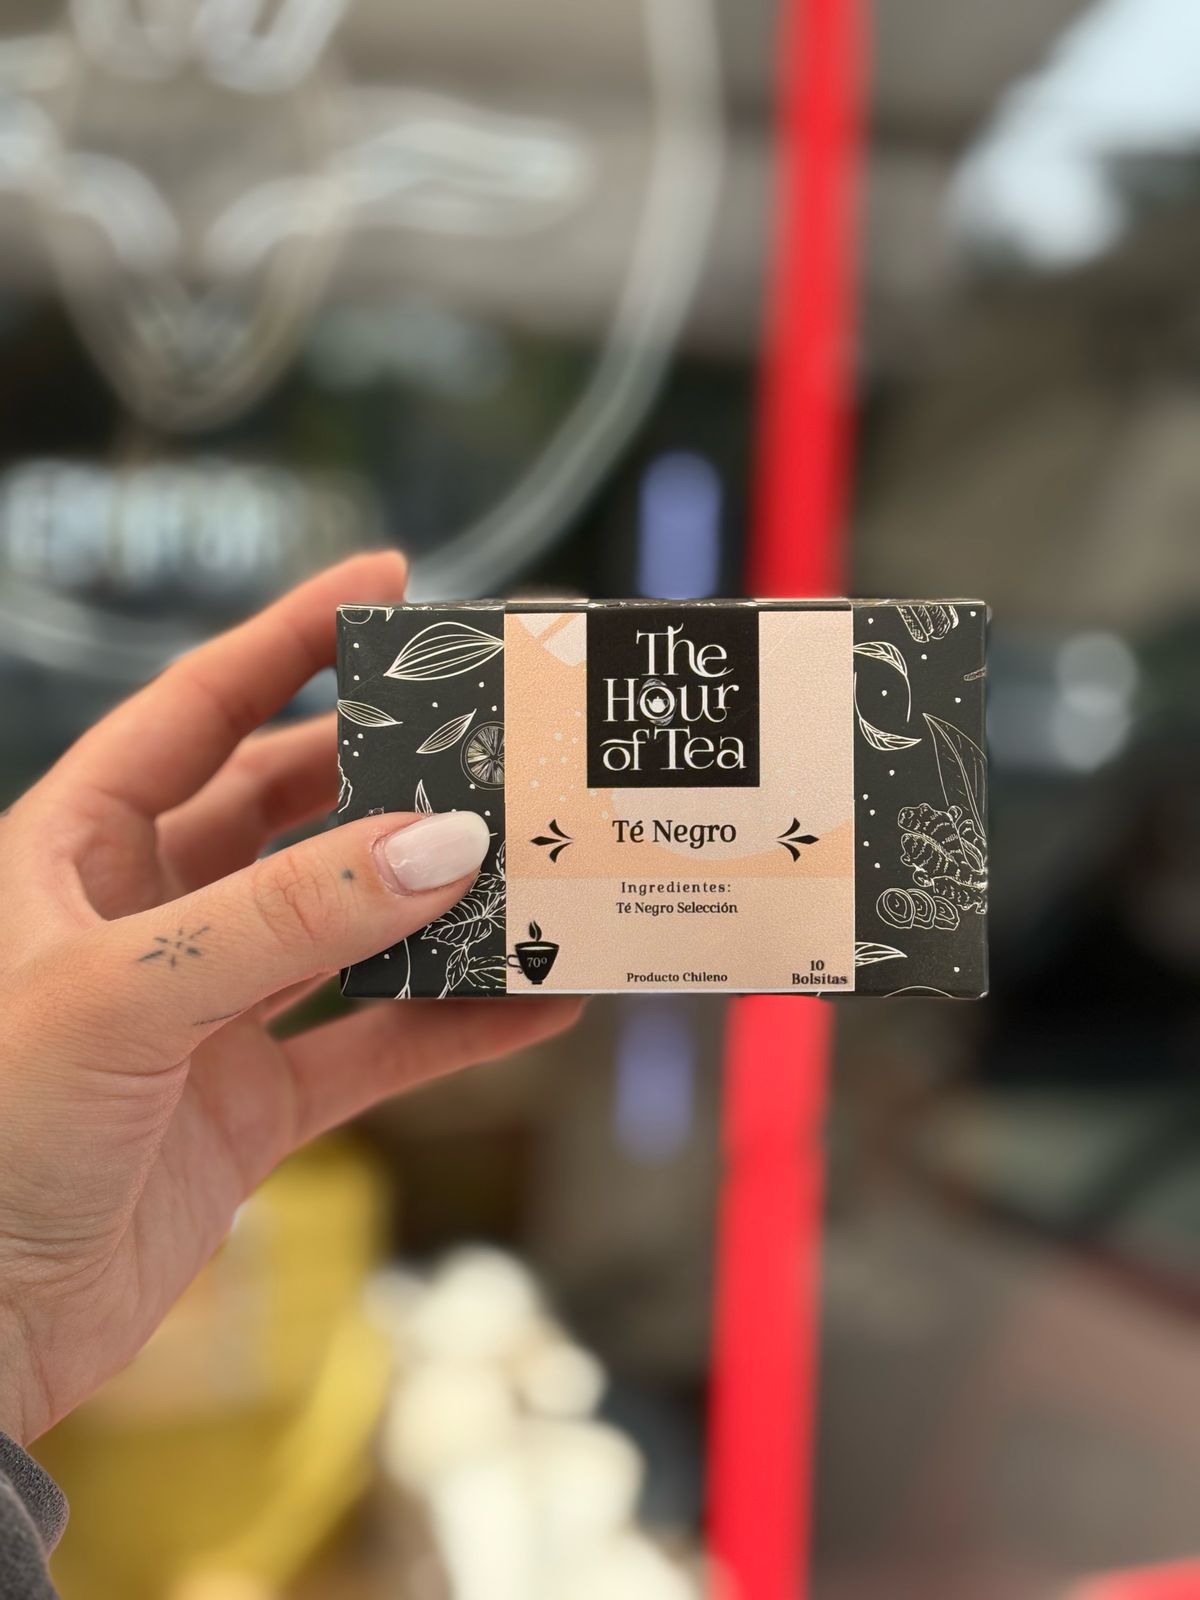 The
Hour
of Tea
Té Negro
Ingredientes:
Té Negro Selección
70º
Producto Chileno
10
Bolsitas